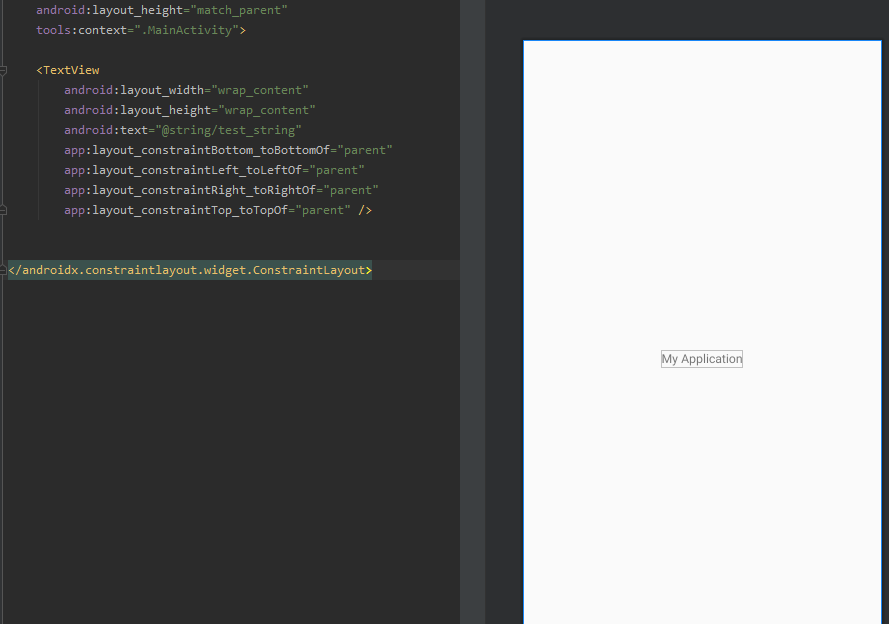 android:layout_height="match_parent"
tools:context=".MainActivity">
<TextView
android:layout_width="wrap_content"
android:layout_height="wrap_content"
android:text="@string/test_string"
app:layout_constraintBottom_toBottomOf="parent"
app:layout_constraintLeft_toLeftOf="parent"
app:layout_constraintRight_toRightOf="parent"
app:layout_constraintTop_toTopOf="parent" />
</androidx.constraintlayout.widget.ConstraintLayout>
My Application